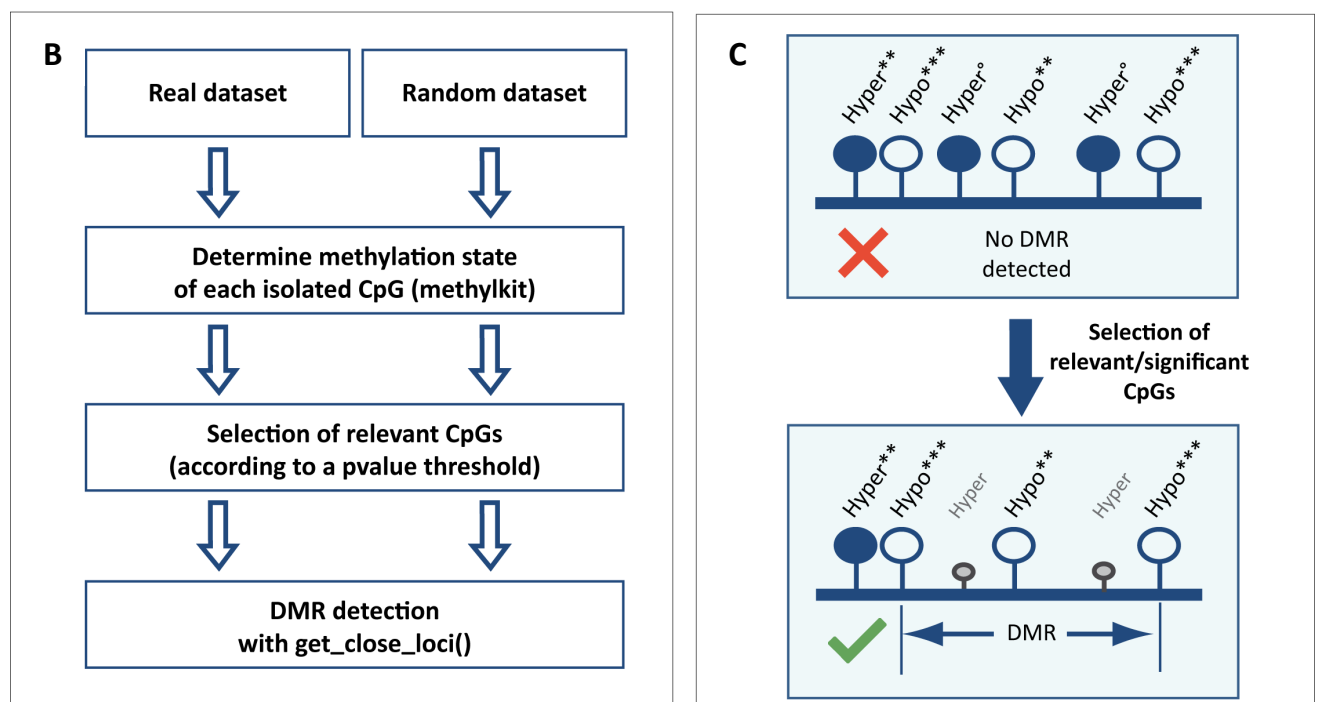 B
Real dataset
Random dataset
Determine methylation state
of each isolated CpG (methylkit)
Selection of relevant CpGs
(according to a pvalue threshold)
DMR detection
with get_close_loci()
C
Hyper**
Hypo***
Hyper°
Hypo**
Hyper°
Hypo***
No DMR
detected
Selection of
relevant/significant
CpGs
Hyper**
Hypo***
Hyper
Hypo**
Hyper
Hypo***
DMR